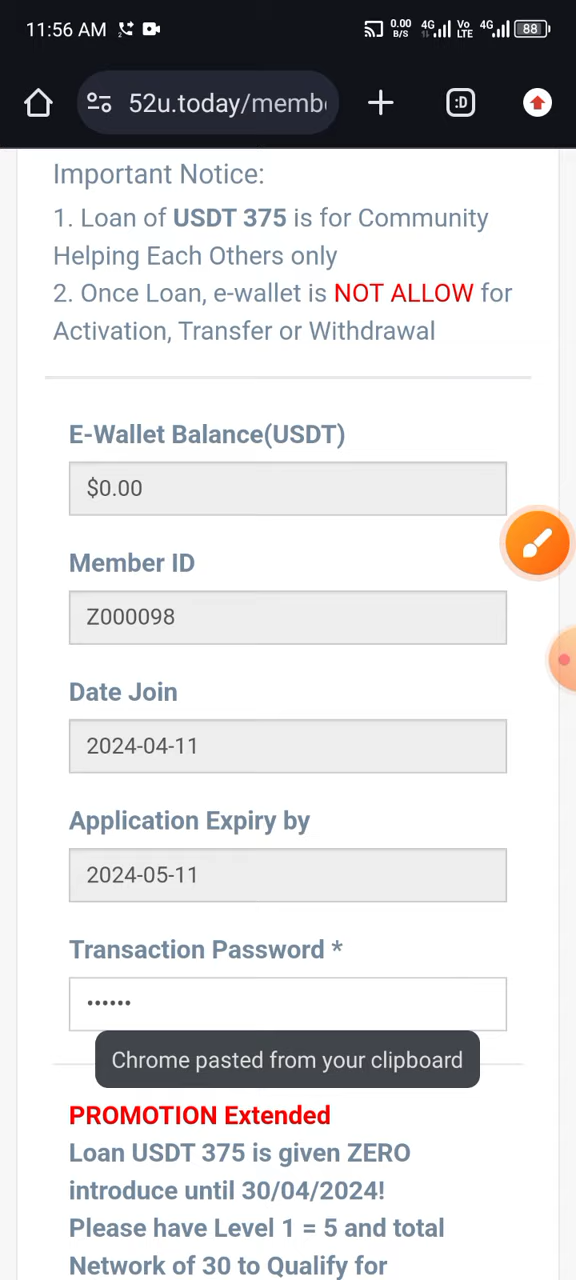 11:56 AM 2 0.00 B/S 4G Vo LTE 4G 88
52u.today/memb
:D
Important Notice:
1. Loan of USDT 375 is for Community
Helping Each Others only
2. Once Loan, e-wallet is NOT ALLOW for
Activation, Transfer or Withdrawal
E-Wallet Balance(USDT)
$0.00
Member ID
Z000098
Date Join
2024-04-11
Application Expiry by
2024-05-11
Transaction Password *
••••••
Chrome pasted from your clipboard
PROMOTION Extended
Loan USDT 375 is given ZERO
introduce until 30/04/2024!
Please have Level 1 = 5 and total
Network of 30 to Qualify for